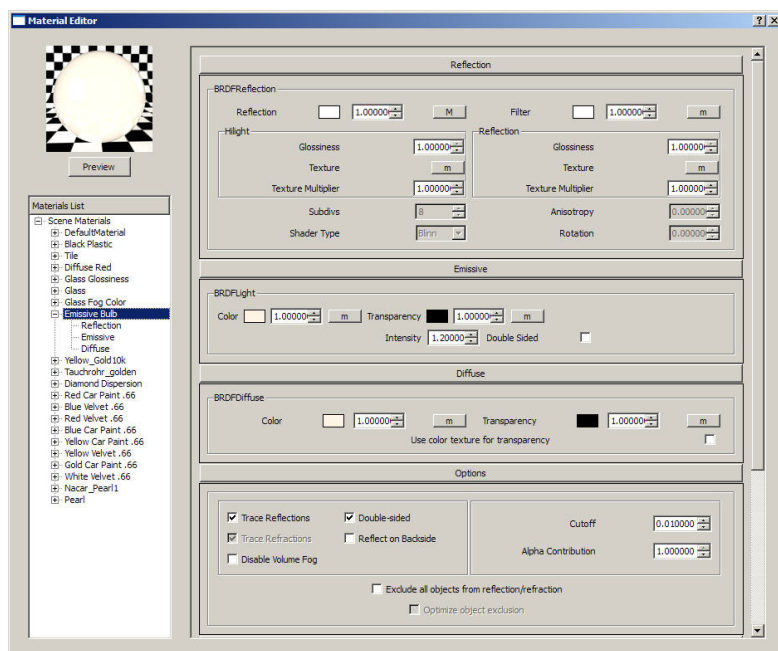 Material Editor
Preview
Materials List
Scene Materials
DefaultMaterial
Black Plastic
Tile
Diffuse Red
Glass Glossiness
Glass
Glass Fog Color
Emissive Bulb
Reflection
Emissive
Diffuse
Yellow_Gold10k
Tauchrohr_golden
Diamond Dispersion
Red Car Paint .66
Blue Velvet .66
Red Velvet .66
Blue Car Paint .66
Yellow Car Paint .66
Yellow Velvet .66
Gold Car Paint .66
White Velvet .66
Nacar_Pearl1
Pearl
Reflection
BRDFReflection
Reflection 1.00000 M Filter 1.00000 m
Hilight Reflection
Glossiness 1.00000 Glossiness 1.00000
Texture m Texture m
Texture Multiplier 1.00000 Texture Multiplier 1.00000
Subdivs 8 Anisotropy 0.00000
Shader Type Blinn Rotation 0.00000
Emissive
BRDFLight
Color 1.00000 m Transparency 1.00000 m
Intensity 1.20000 Double Sided
Diffuse
BRDFDiffuse
Color 1.00000 m Transparency 1.00000 m
Use color texture for transparency
Options
Trace Reflections Double-sided Cutoff 0.010000
Trace Refractions Reflect on Backside
Alpha Contribution 1.000000
Disable Volume Fog
Exclude all objects from reflection/refraction
Optimize object exclusion